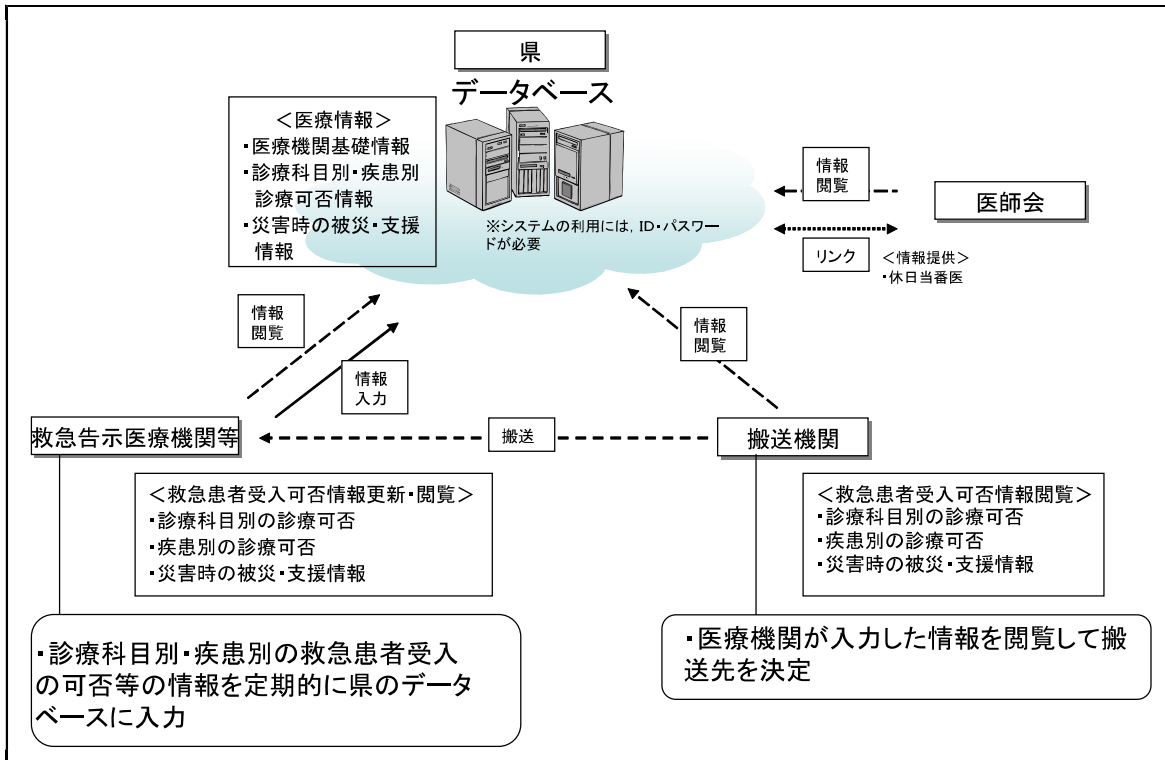 県
データベース
＜医療情報＞
・医療機関基礎情報
・診療科目別・疾患別
診療可否情報
・災害時の被災・支援
情報
※システムの利用には，ID・パスワー
ドが必要
情報
閲覧
医師会
リンク
＜情報提供＞
・休日当番医
情報
閲覧
情報
入力
情報
閲覧
救急告示医療機関等
搬送
搬送機関
＜救急患者受入可否情報更新・閲覧＞
・診療科目別の診療可否
・疾患別の診療可否
・災害時の被災・支援情報
＜救急患者受入可否情報閲覧＞
・診療科目別の診療可否
・疾患別の診療可否
・災害時の被災・支援情報
・診療科目別・疾患別の救急患者受入
の可否等の情報を定期的に県のデータ
ベースに入力
・医療機関が入力した情報を閲覧して搬
送先を決定